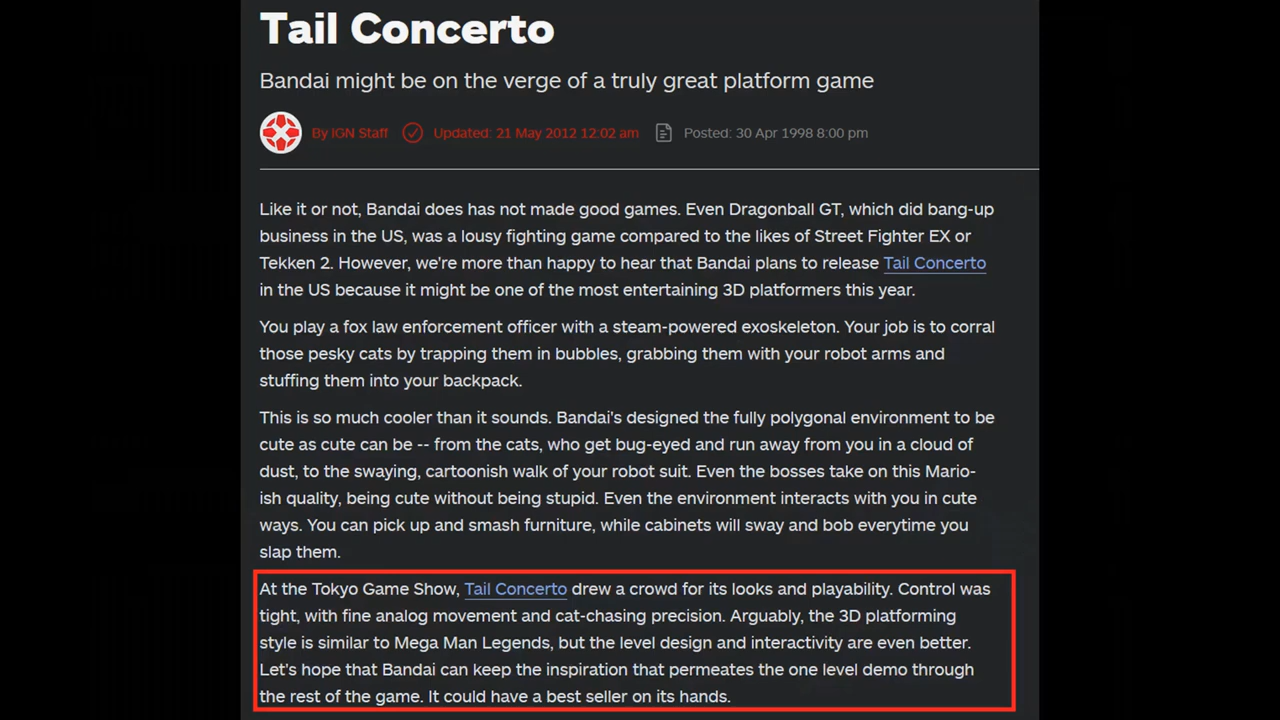 Tail Concerto
Bandai might be on the verge of a truly great platform game
By IGN Staff Updated: 21 May 2012 12:02 am Posted: 30 Apr 1998 8:00 pm
Like it or not, Bandai does has not made good games. Even Dragonball GT, which did bang-up
business in the US, was a lousy fighting game compared to the likes of Street Fighter EX or
Tekken 2. However, we're more than happy to hear that Bandai plans to release Tail Concerto
in the US because it might be one of the most entertaining 3D platformers this year.
You play a fox law enforcement officer with a steam-powered exoskeleton. Your job is to corral
those pesky cats by trapping them in bubbles, grabbing them with your robot arms and
stuffing them into your backpack.
This is so much cooler than it sounds. Bandai's designed the fully polygonal environment to be
cute as cute can be -- from the cats, who get bug-eyed and run away from you in a cloud of
dust, to the swaying, cartoonish walk of your robot suit. Even the bosses take on this Mario-
ish quality, being cute without being stupid. Even the environment interacts with you in cute
ways. You can pick up and smash furniture, while cabinets will sway and bob everytime you
slap them.
At the Tokyo Game Show, Tail Concerto drew a crowd for its looks and playability. Control was
tight, with fine analog movement and cat-chasing precision. Arguably, the 3D platforming
style is similar to Mega Man Legends, but the level design and interactivity are even better.
Let's hope that Bandai can keep the inspiration that permeates the one level demo through
the rest of the game. It could have a best seller on its hands.